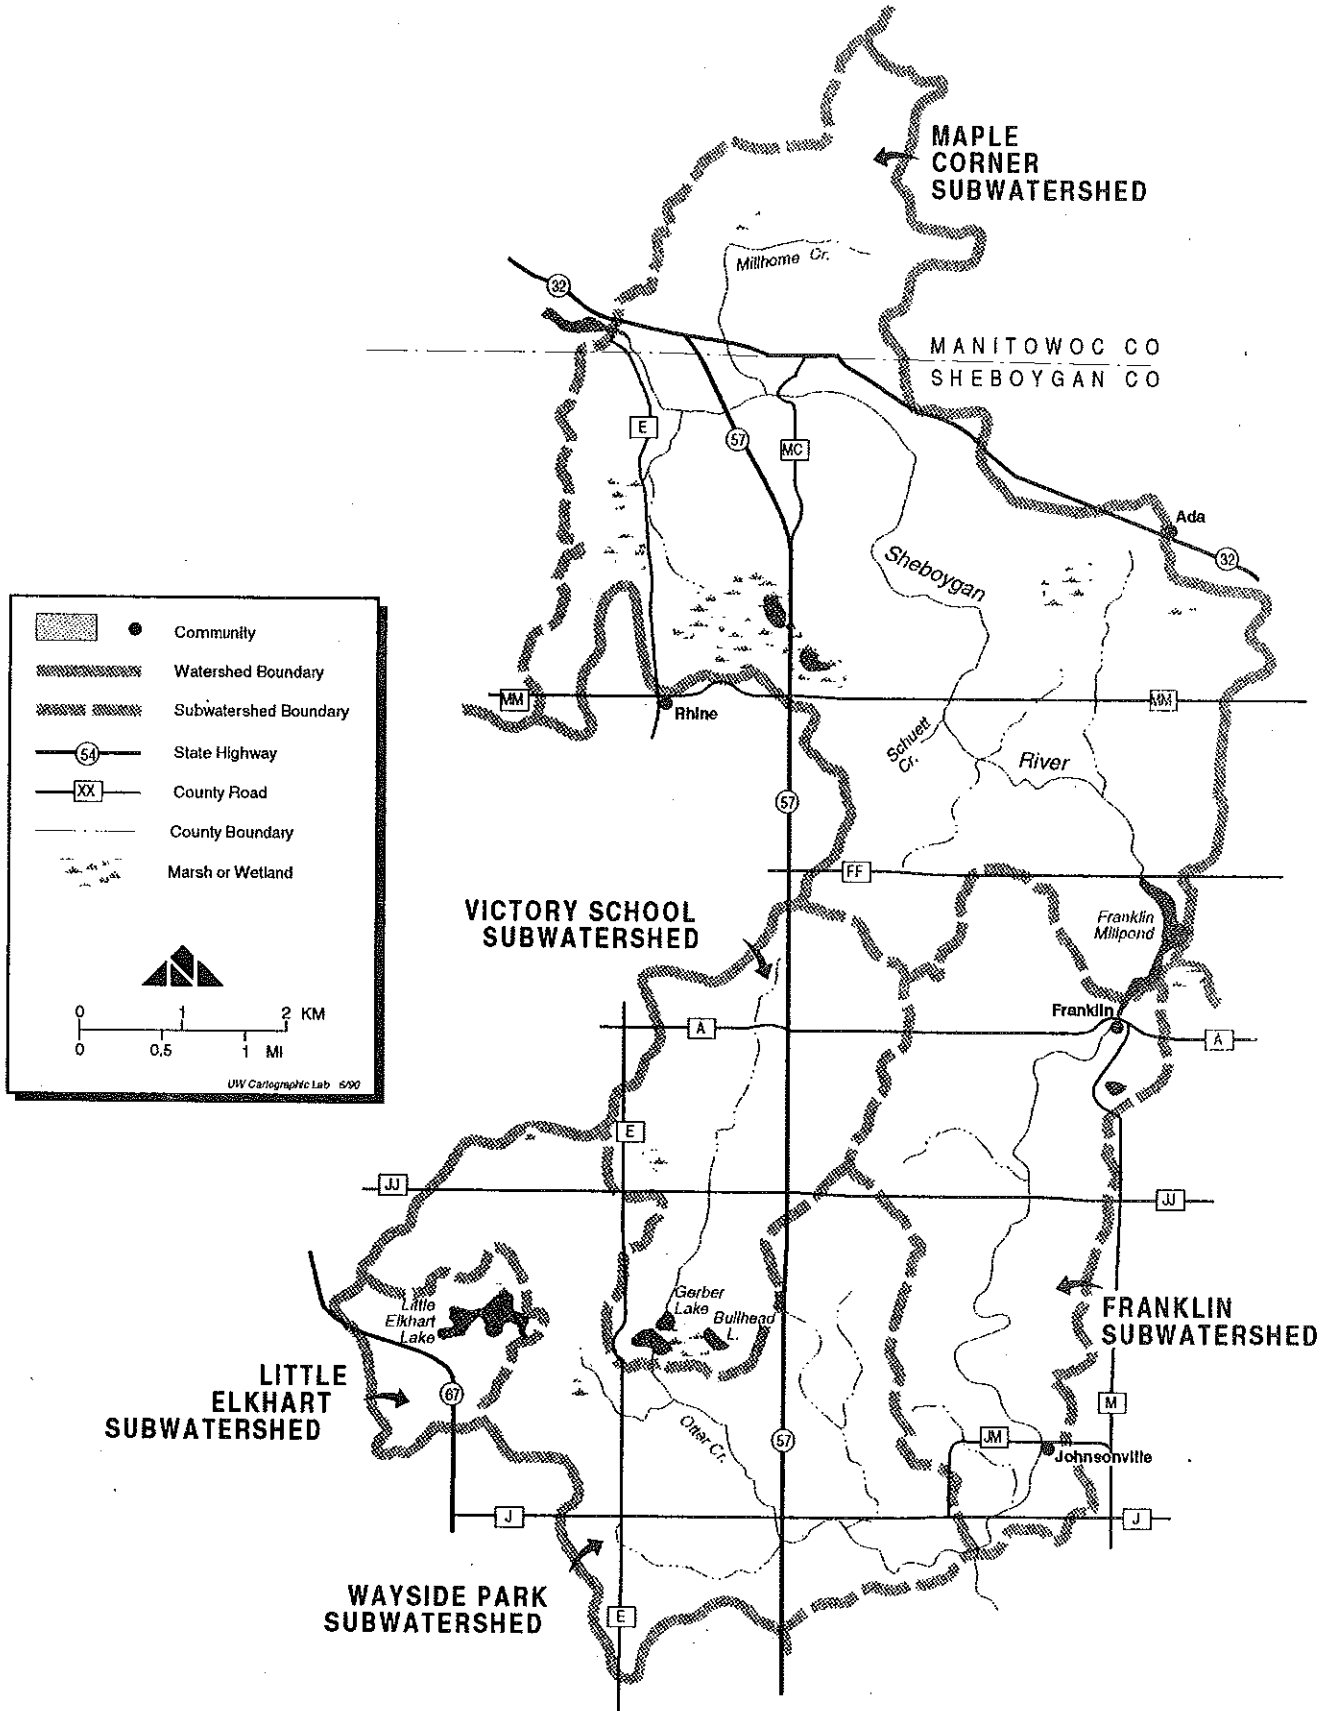 MAPLE
CORNER
SUBWATERSHED
Millhome Cr.
32
MANITOWOC CO
SHEBOYGAN CO
E
57
MC
Ada
32
Sheboygan
Community
Watershed Boundary
Subwatershed Boundary
54
State Highway
XX
County Road
County Boundary
Marsh or Wetland
0
1
2 KM
0
0.5
1 MI
UW Cartographic Lab 6/90
MM
Rhine
MM
Schuett
Cr.
River
57
FF
VICTORY SCHOOL
SUBWATERSHED
Franklin
Millpond
Franklin
A
A
E
JJ
JJ
Little
Elkhart
Lake
Gerber
Lake
Bullhead
L.
FRANKLIN
SUBWATERSHED
LITTLE
ELKHART
SUBWATERSHED
67
M
Otter Cr.
57
JM
Johnsonville
J
J
WAYSIDE PARK
SUBWATERSHED
E